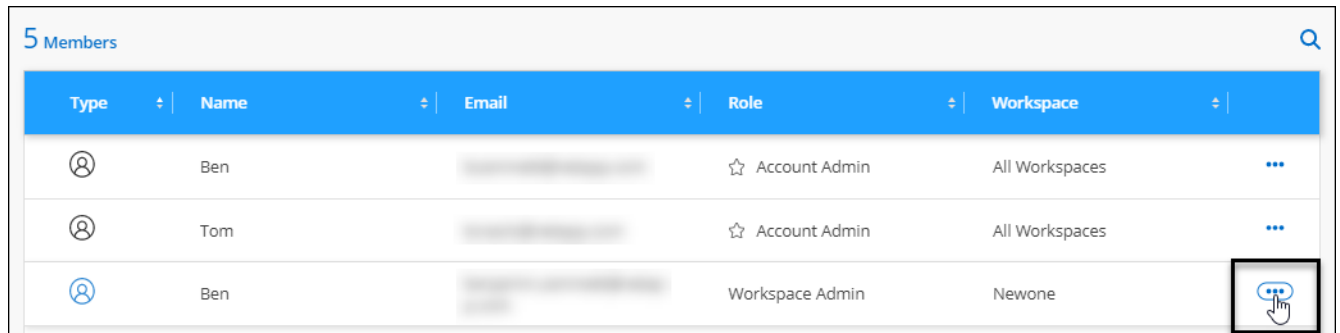 5 Members
Type Name Email Role Workspace
Ben Account Admin All Workspaces
Tom Account Admin All Workspaces
Ben Workspace Admin Newone